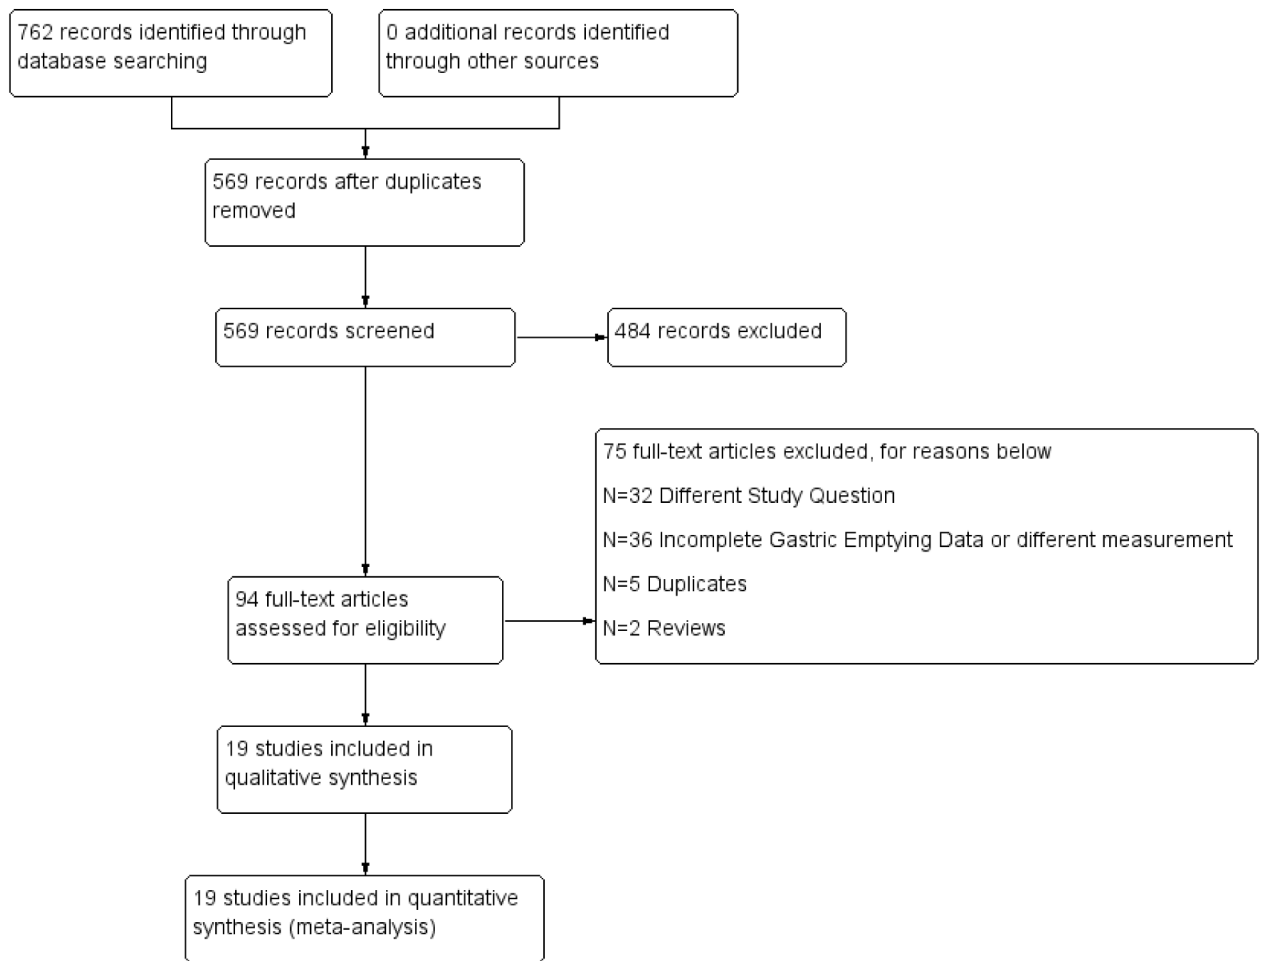 762 records identified through
database searching
0 additional records identified
through other sources
569 records after duplicates
removed
569 records screened
484 records excluded
75 full-text articles excluded, for reasons below
N=32 Different Study Question
N=36 Incomplete Gastric Emptying Data or different measurement
N=5 Duplicates
N=2 Reviews
94 full-text articles
assessed for eligibility
19 studies included in
qualitative synthesis
19 studies included in quantitative
synthesis (meta-analysis)